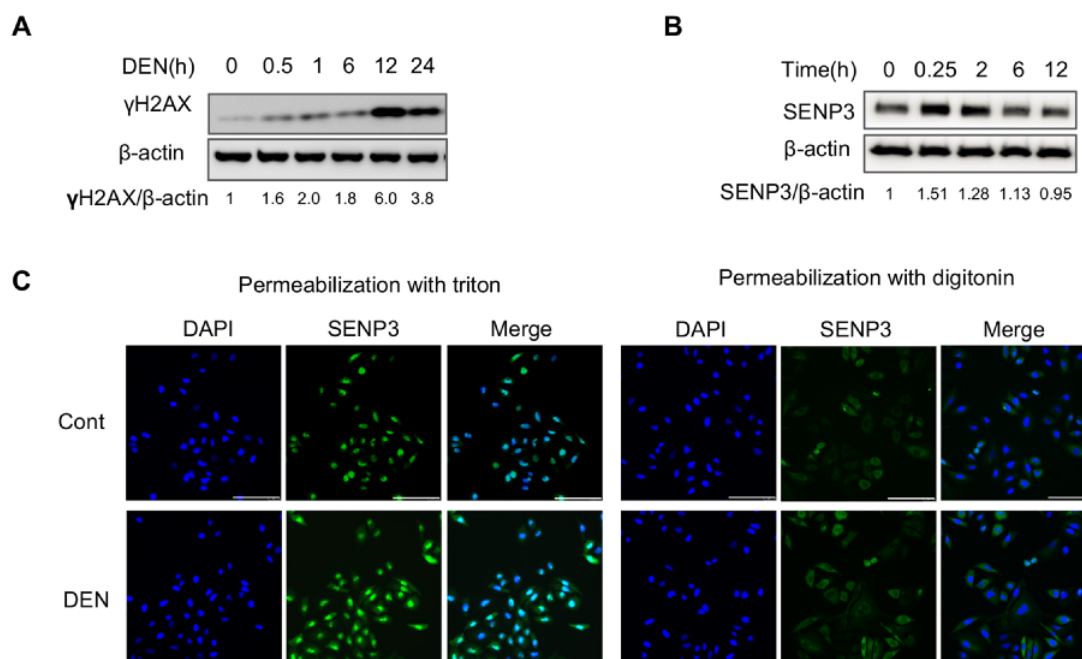 A
DEN(h) 0 0.5 1 6 12 24
γH2AX
β-actin
γH2AX/β-actin 1 1.6 2.0 1.8 6.0 3.8
B
Time(h) 0 0.25 2 6 12
SENP3
β-actin
SENP3/β-actin 1 1.51 1.28 1.13 0.95
C
Permeabilization with triton
DAPI SENP3 Merge
Permeabilization with digitonin
DAPI SENP3 Merge
Cont
DEN